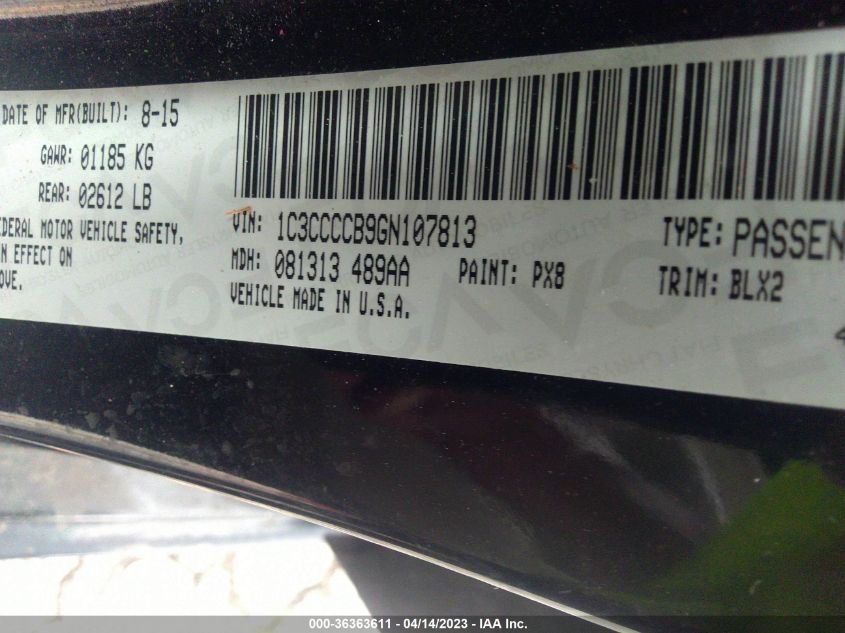 DATE OF MFR(BUILT): 8-15
GAWR: 01185 KG
REAR: 02612 LB
FEDERAL MOTOR VEHICLE SAFETY,
IN EFFECT ON
OVE.
VIN: 1C3CCCCB9GN107813
TYPE: PASSEN
MDH: 081313 489AA
PAINT: PX8
TRIM: BLX2
VEHICLE MADE IN U.S.A.
000-36363611 - 04/14/2023 - IAA Inc.